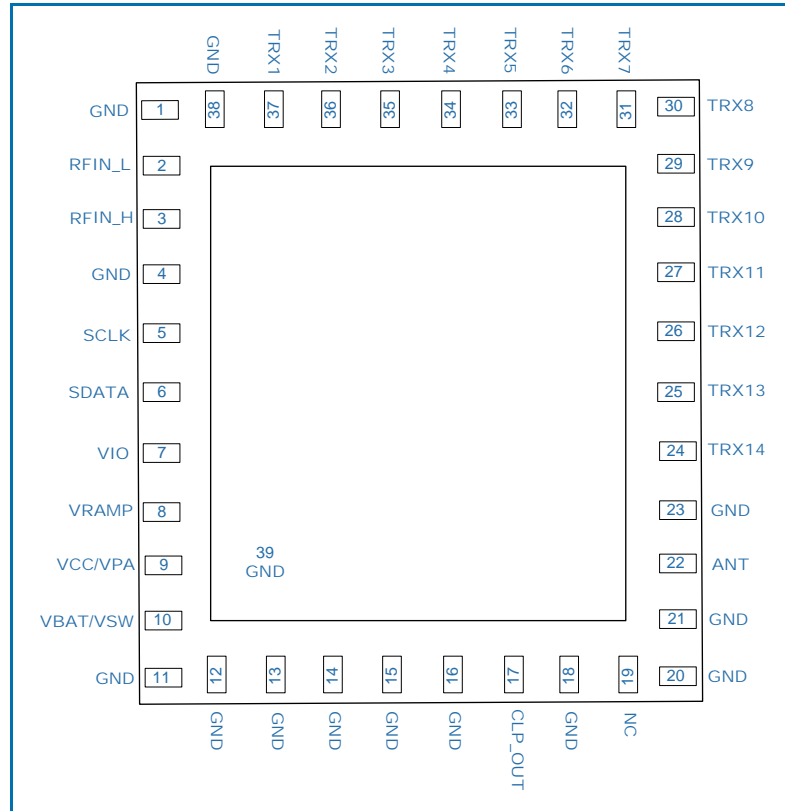 GND TRX1 TRX2 TRX3 TRX4 TRX5 TRX6 TRX7
38 37 36 35 34 33 32 31
GND 1 30 TRX8
RFIN_L 2 29 TRX9
RFIN_H 3 28 TRX10
GND 4 27 TRX11
SCLK 5 26 TRX12
SDATA 6 25 TRX13
VIO 7 24 TRX14
VRAMP 8 23 GND
VCC/VPA 9 22 ANT
39
GND
VBAT/VSW 10 21 GND
GND 11 20 GND
12 13 14 15 16 17 18 19
GND GND GND GND GND CLP_OUT GND NC